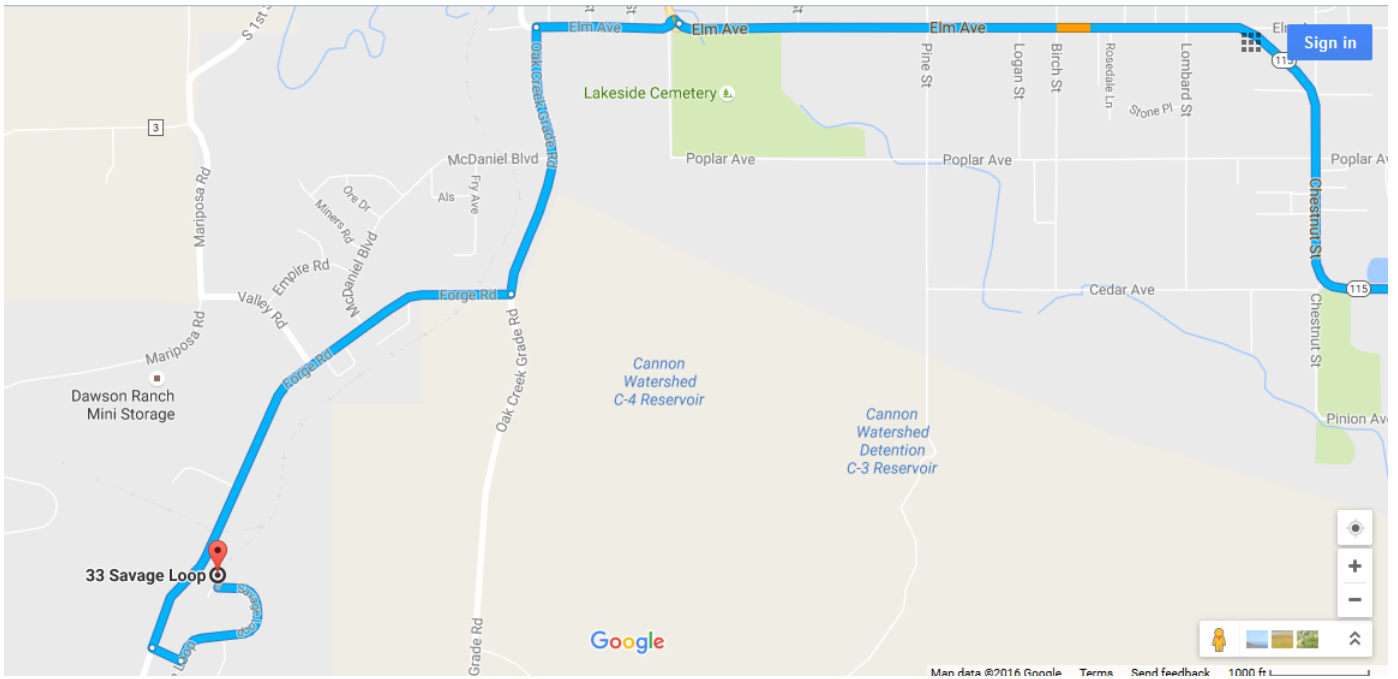 S 1st S
Elm Ave
Elm Ave
Elm Ave
Elm A
Sign in
115
3
Oak Creek Grade Rd
Lakeside Cemetery
Pine St
Logan St
Birch St
Rosedale Ln
Lombard St
Stone Pl
McDaniel Blvd
Poplar Ave
Poplar Ave
Poplar Av
Mariposa Rd
Ore Dr
Miners Rd
Als
Fry Ave
Chestnut St
Empire Rd
McDaniel Blvd
Valley Rd
Forge Rd
Cedar Ave
115
Mariposa Rd
Oak Creek Grade Rd
Chestnut St
Forge Rd
Cannon
Watershed
C-4 Reservoir
Dawson Ranch
Mini Storage
Cannon
Watershed
Detention
C-3 Reservoir
Pinion Av
33 Savage Loop
Savage Loop
e Loop
Grade Rd
Google
Map data ©2016 Google Terms Send feedback 1000 ft